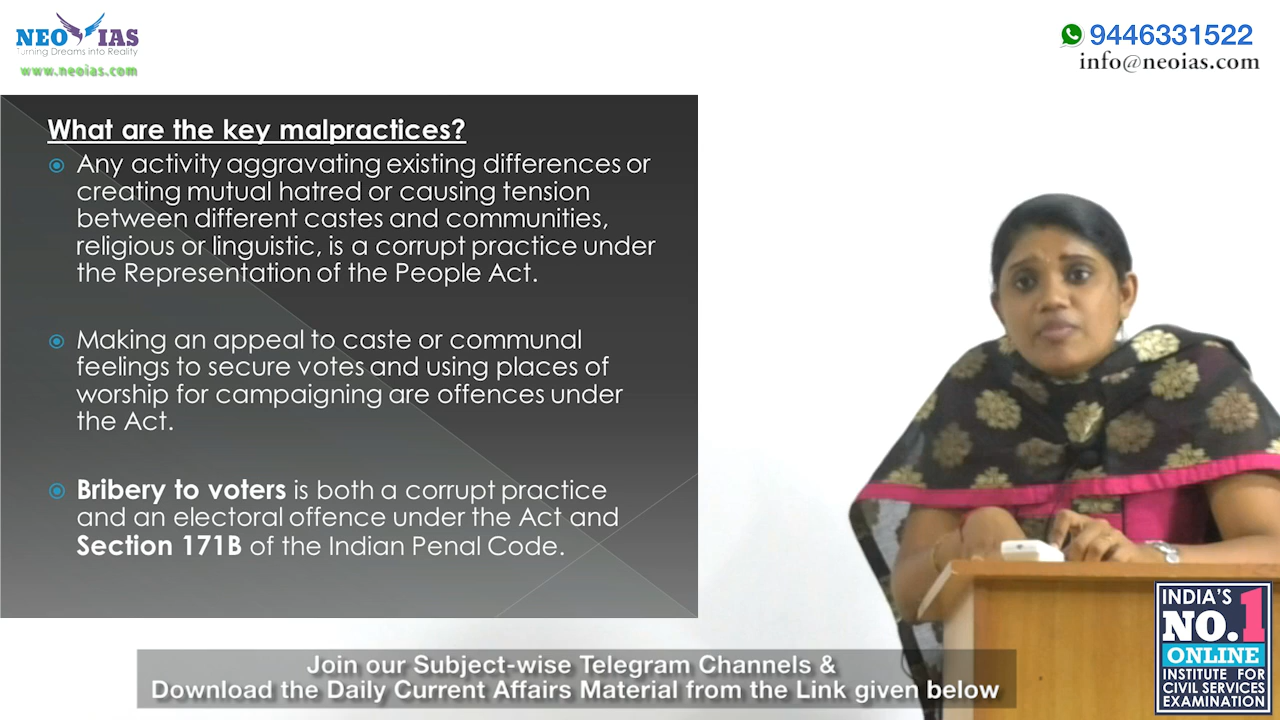 NEO IAS
Turning Dreams into Reality
www.neoias.com
9446331522
info@neoias.com
What are the key malpractices?
Any activity aggravating existing differences or
creating mutual hatred or causing tension
between different castes and communities,
religious or linguistic, is a corrupt practice under
the Representation of the People Act.
Making an appeal to caste or communal
feelings to secure votes and using places of
worship for campaigning are offences under
the Act.
Bribery to voters is both a corrupt practice
and an electoral offence under the Act and
Section 171B of the Indian Penal Code.
INDIA'S
NO.1
ONLINE
INSTITUTE FOR
CIVIL SERVICES
EXAMINATION
Join our Subject-wise Telegram Channels &
Download the Daily Current Affairs Material from the Link given below